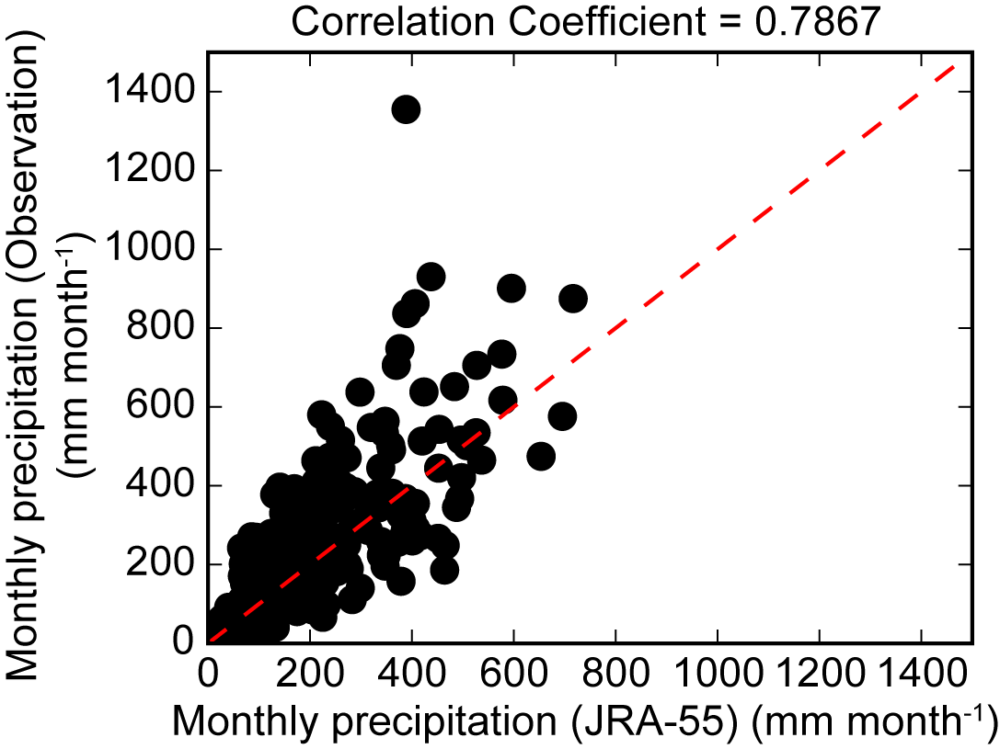 Correlation Coefficient = 0.7867
Monthly precipitation (Observation)
(mm month⁻¹)
1400
1200
1000
800
600
400
200
0
0 200 400 600 800 1000 1200 1400
Monthly precipitation (JRA-55) (mm month⁻¹)